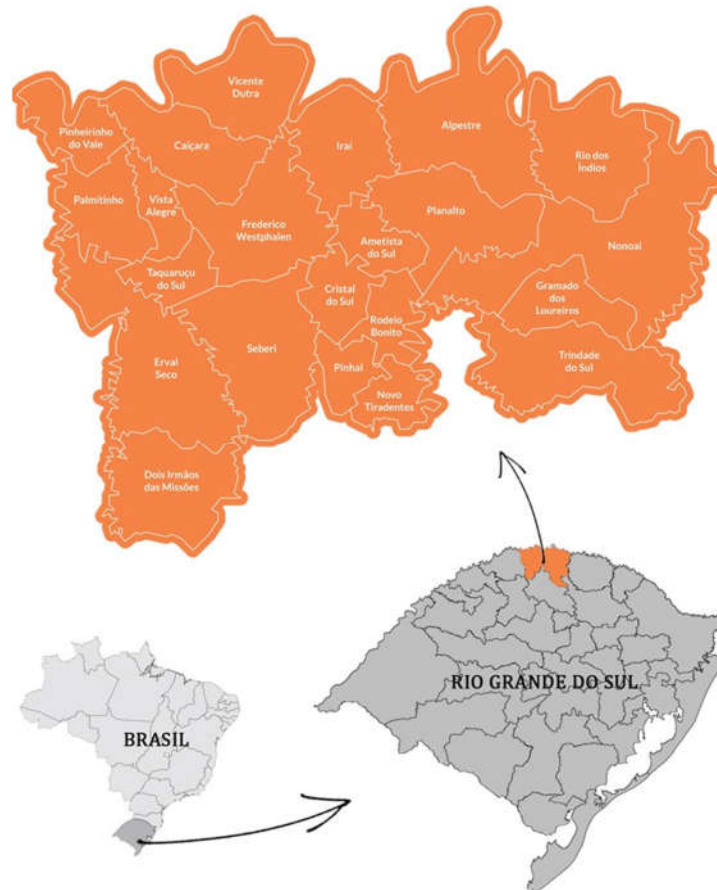 Vicente
Dutra
Pinheirinho
do Vale
Caiçara
Iraí
Alpestre
Rio dos
Índios
Palmitinho
Vista
Alegre
Frederico
Westphalen
Planalto
Ametista
do Sul
Nonoai
Taquaruçu
do Sul
Cristal
do Sul
Gramado
dos
Loureiros
Rodeio
Bonito
Erval
Seco
Seberi
Pinhal
Trindade
do Sul
Novo
Tiradentes
Dois Irmãos
das Missões
RIO GRANDE DO SUL
BRASIL